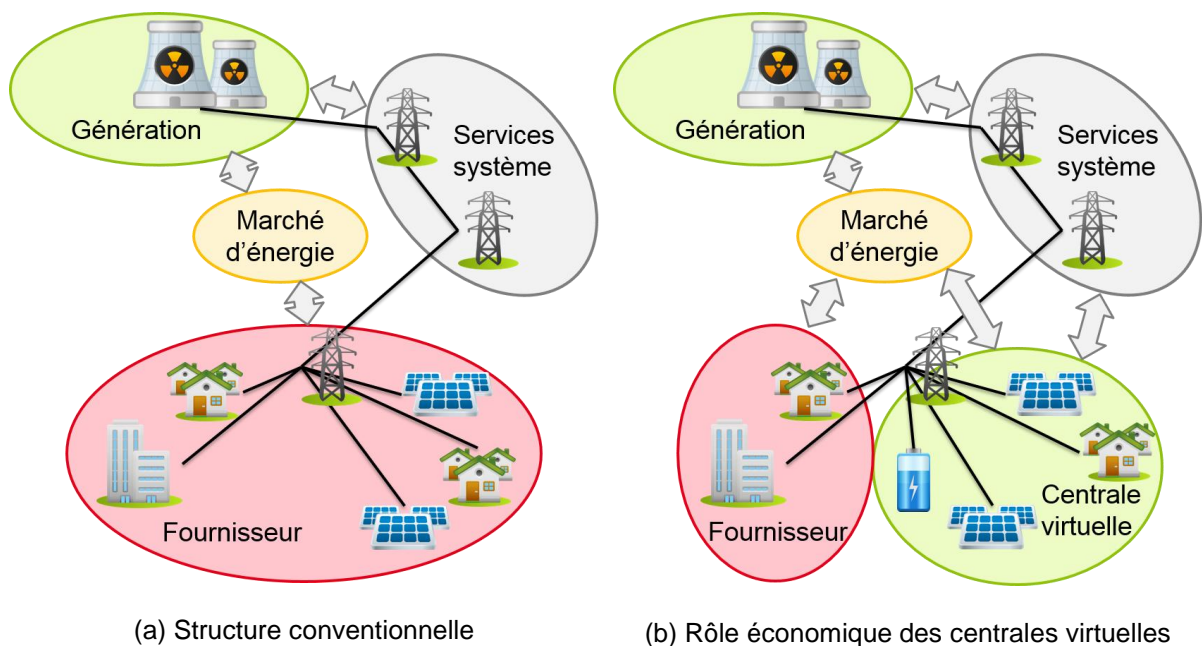 Génération
Services
système
Marché
d'énergie
Fournisseur
(a) Structure conventionnelle
Génération
Services
système
Marché
d'énergie
Fournisseur
Centrale
virtuelle
(b) Rôle économique des centrales virtuelles